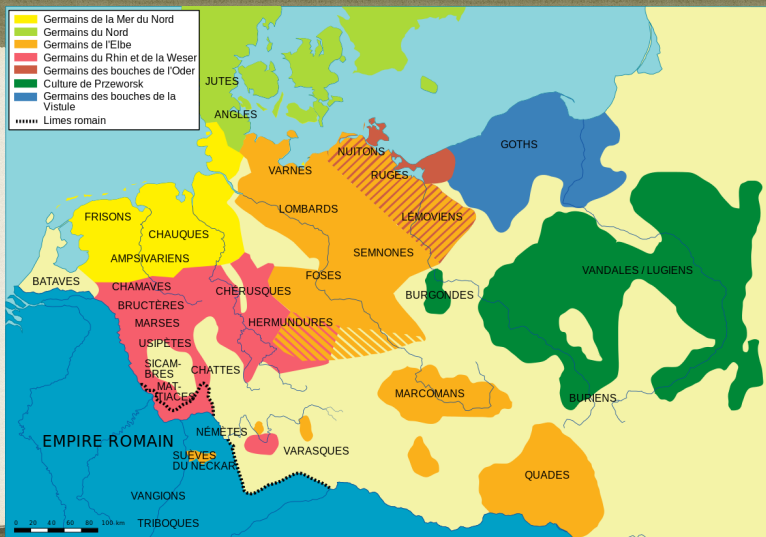 Germains de la Mer du Nord
Germains du Nord
Germains de l'Elbe
Germains du Rhin et de la Weser
Germains des bouches de l'Oder
Culture de Przeworsk
Germains des bouches de la
Vistule
Limes romain
JUTES
ANGLES
NUITONS
GOTHS
VARNES
RUGES
LOMBARDS
FRISONS
LÉMOVIENS
CHAUQUES
SEMNONES
AMPSIVARIENS
VANDALES / LUGIENS
FOSES
BATAVES
CHAMAVES
CHÉRUSQUES
BURGONDES
BRUCTÈRES
MARSES
HERMUNDURES
USIPÈTES
SICAM-
BRES
CHATTES
MAT-
TIACES
MARCOMANS
BURIENS
NÉMÈTES
EMPIRE ROMAIN
VARASQUES
SUÈVES
DU NECKAR
QUADES
VANGIONS
TRIBOQUES
0 20 40 60 80 100 km